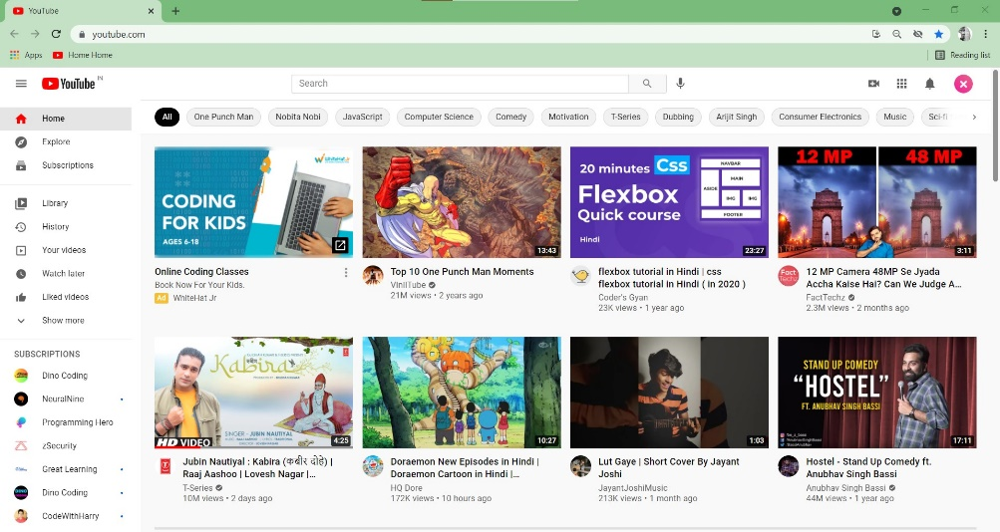 YouTube
youtube.com
Apps
Home Home
Reading list
YouTube IN
Search
Home
Explore
Subscriptions
Library
History
Your videos
Watch later
Liked videos
Show more
SUBSCRIPTIONS
Dino Coding
NeuralNine
Programming Hero
zSecurity
Great Learning
Dino Coding
CodeWithHarry
All
One Punch Man
Nobita Nobi
JavaScript
Computer Science
Comedy
Motivation
T-Series
Dubbing
Arijit Singh
Consumer Electronics
Music
Sci-fi
WhiteHat Jr
CODING
FOR KIDS
AGES 6-18
Online Coding Classes
Book Now For Your Kids.
Ad WhiteHat Jr
13:43
Top 10 One Punch Man Moments
ViniiTube
21M views • 2 years ago
20 minutes Css
Flexbox
Quick course
Hindi
NAVBAR
ASIDE
MAIN
IMG IMG
FOOTER
23:27
flexbox tutorial in Hindi | css
flexbox tutorial in Hindi ( in 2020 )
Coder's Gyan
23K views • 1 year ago
12 MP 48 MP
3:11
Fact
Techz
12 MP Camera 48MP Se Jyada
Accha Kaise Hai? Can We Judge A...
FactTechz
2.3M views • 2 months ago
Kabira
SINGER - JUBIN NAUTIYAL
HD VIDEO
4:25
Jubin Nautiyal : Kabira (कबीर दोहे) |
Raaj Aashoo | Lovesh Nagar |...
T-Series
10M views • 2 days ago
10:27
Doraemon New Episodes in Hindi |
Doraemon Cartoon in Hindi |...
HQ Dore
172K views • 10 hours ago
1:03
Lut Gaye | Short Cover By Jayant
Joshi
JayantJoshiMusic
213K views • 1 month ago
STAND UP COMEDY
“HOSTEL”
FT. ANUBHAV SINGH BASSI
17:11
Hostel - Stand Up Comedy ft.
Anubhav Singh Bassi
Anubhav Singh Bassi
44M views • 1 year ago